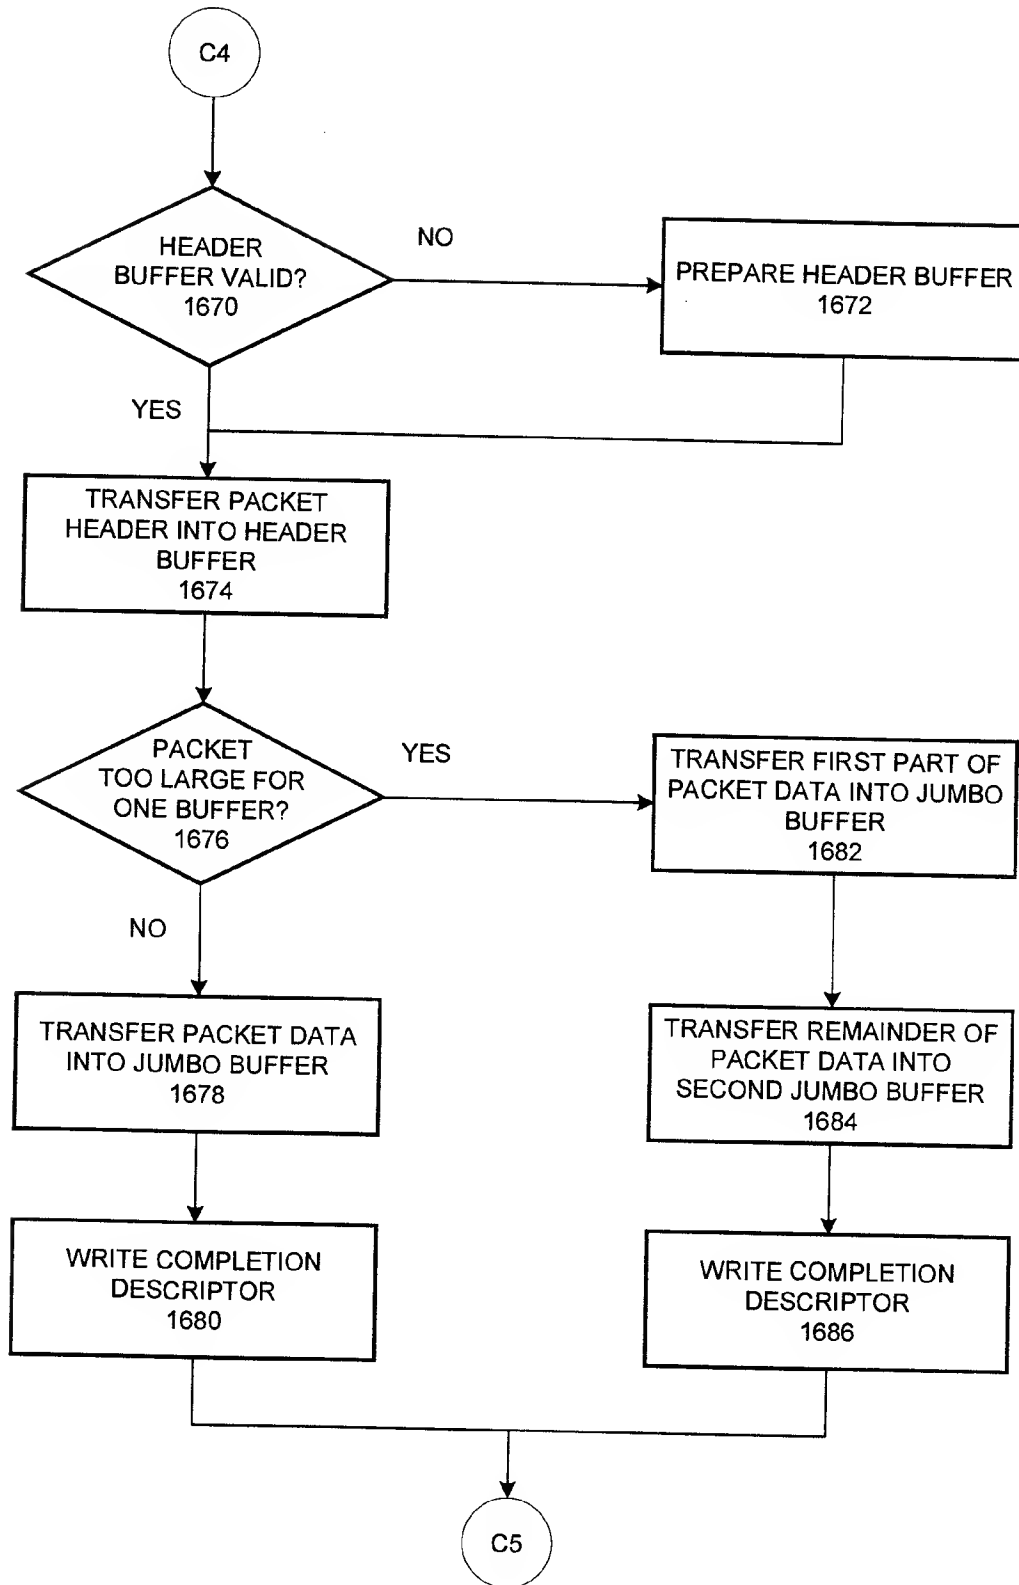 C4
HEADER
BUFFER VALID?
1670
NO
PREPARE HEADER BUFFER
1672
YES
TRANSFER PACKET
HEADER INTO HEADER
BUFFER
1674
PACKET
TOO LARGE FOR
ONE BUFFER?
1676
YES
TRANSFER FIRST PART OF
PACKET DATA INTO JUMBO
BUFFER
1682
NO
TRANSFER PACKET DATA
INTO JUMBO BUFFER
1678
TRANSFER REMAINDER OF
PACKET DATA INTO
SECOND JUMBO BUFFER
1684
WRITE COMPLETION
DESCRIPTOR
1680
WRITE COMPLETION
DESCRIPTOR
1686
C5